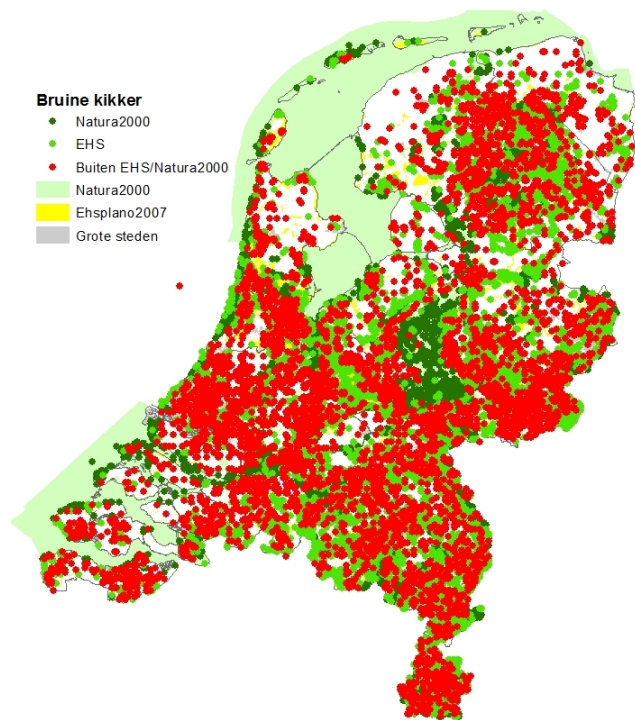 Bruine kikker
Natura2000
EHS
Buiten EHS/Natura2000
Natura2000
Ehsplano2007
Grote steden